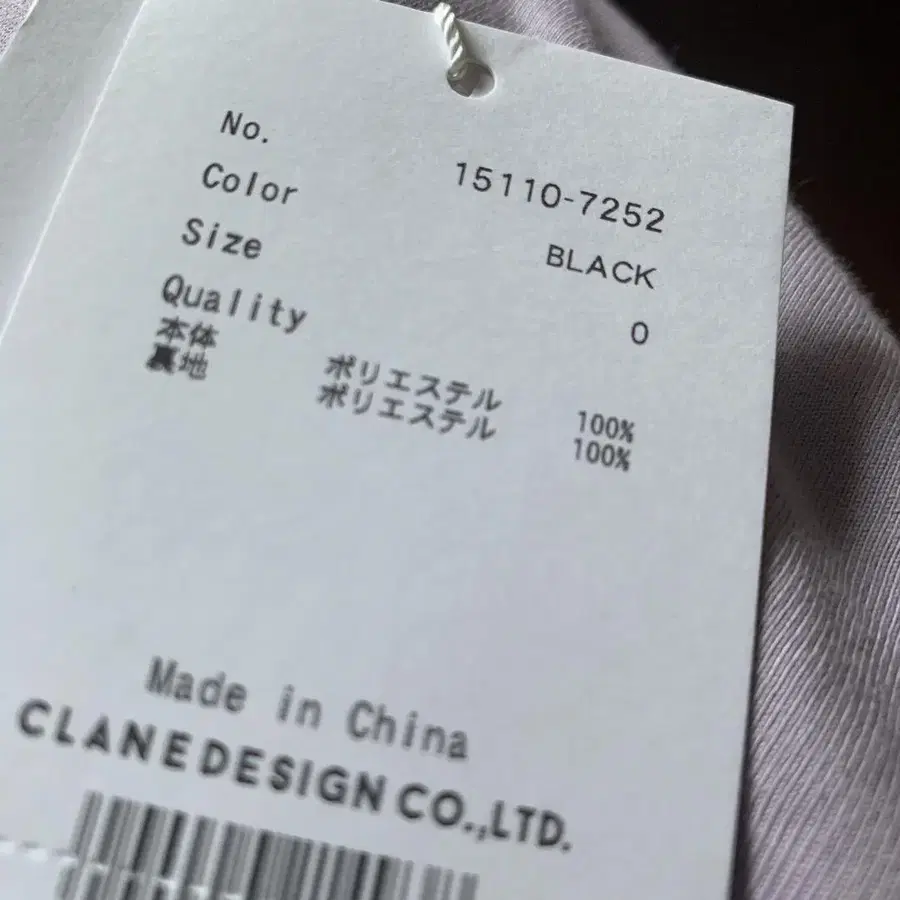 No. 15110-7252
Color BLACK
Size 0
Quality
本体 ポリエステル 100%
裏地 ポリエステル 100%
Made in China
CLANE DESIGN CO.,LTD.